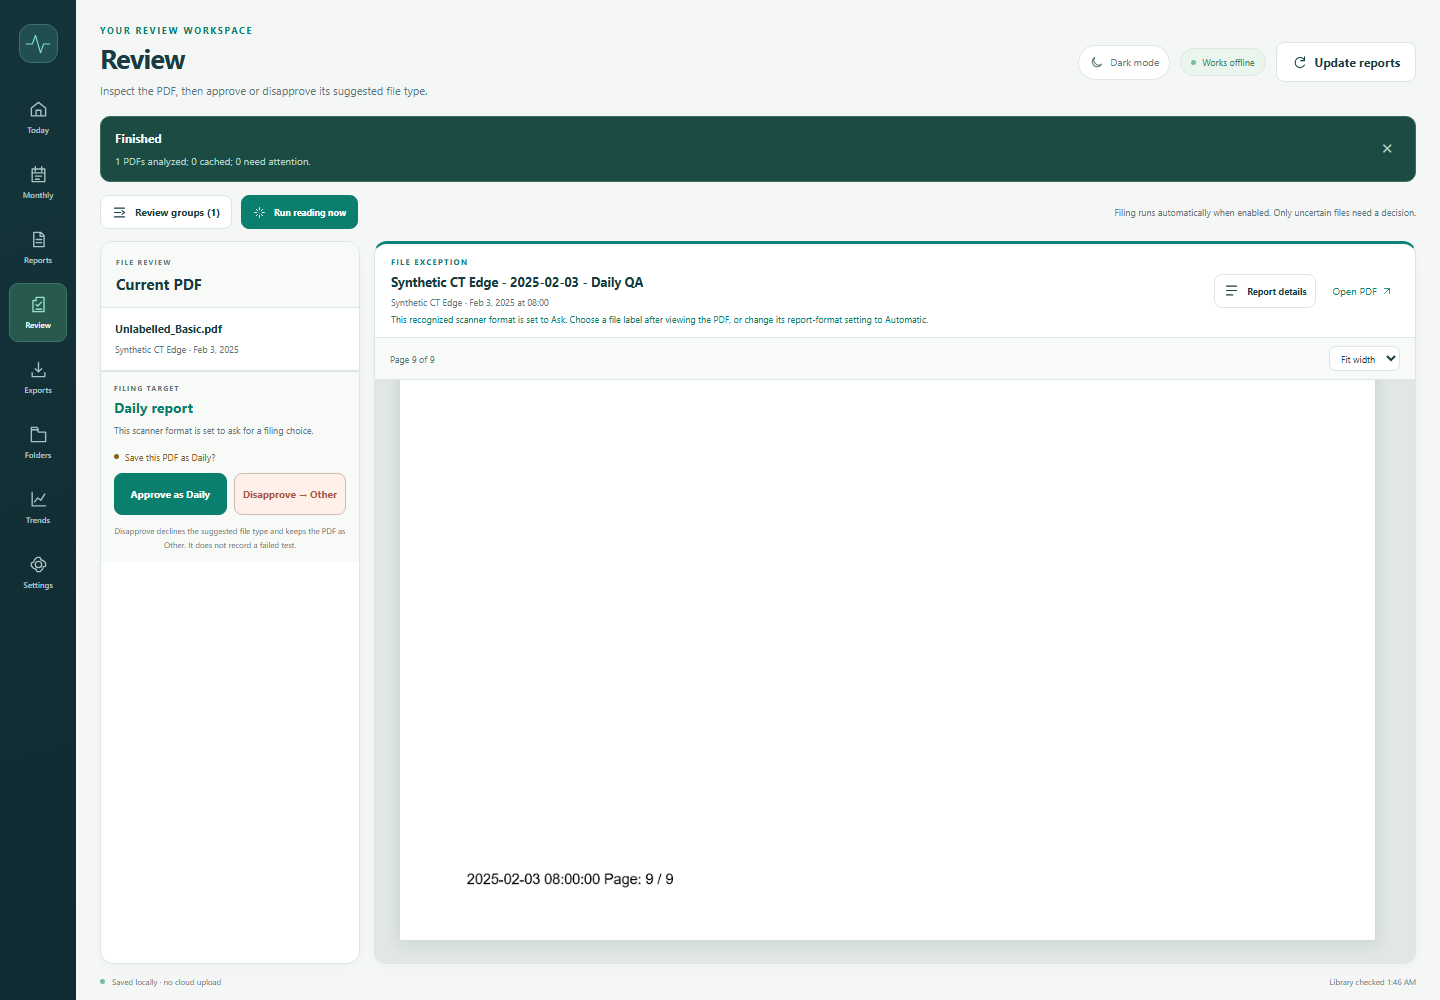 YOUR REVIEW WORKSPACE
Review
Inspect the PDF, then approve or disapprove its suggested file type.
Dark mode
Works offline
Update reports
Today
Monthly
Reports
Review
Exports
Folders
Trends
Settings
Finished
1 PDFs analyzed; 0 cached; 0 need attention.
Review groups (1)
Run reading now
Filing runs automatically when enabled. Only uncertain files need a decision.
FILE REVIEW
Current PDF
Unlabelled_Basic.pdf
Synthetic CT Edge · Feb 3, 2025
FILING TARGET
Daily report
This scanner format is set to ask for a filing choice.
Save this PDF as Daily?
Approve as Daily
Disapprove → Other
Disapprove declines the suggested file type and keeps the PDF as
Other. It does not record a failed test.
FILE EXCEPTION
Synthetic CT Edge - 2025-02-03 - Daily QA
Synthetic CT Edge · Feb 3, 2025 at 08:00
This recognized scanner format is set to Ask. Choose a file label after viewing the PDF, or change its report-format setting to Automatic.
Report details
Open PDF ↗
Page 9 of 9
Fit width
2025-02-03 08:00:00 Page: 9 / 9
Saved locally · no cloud upload
Library checked 1:46 AM